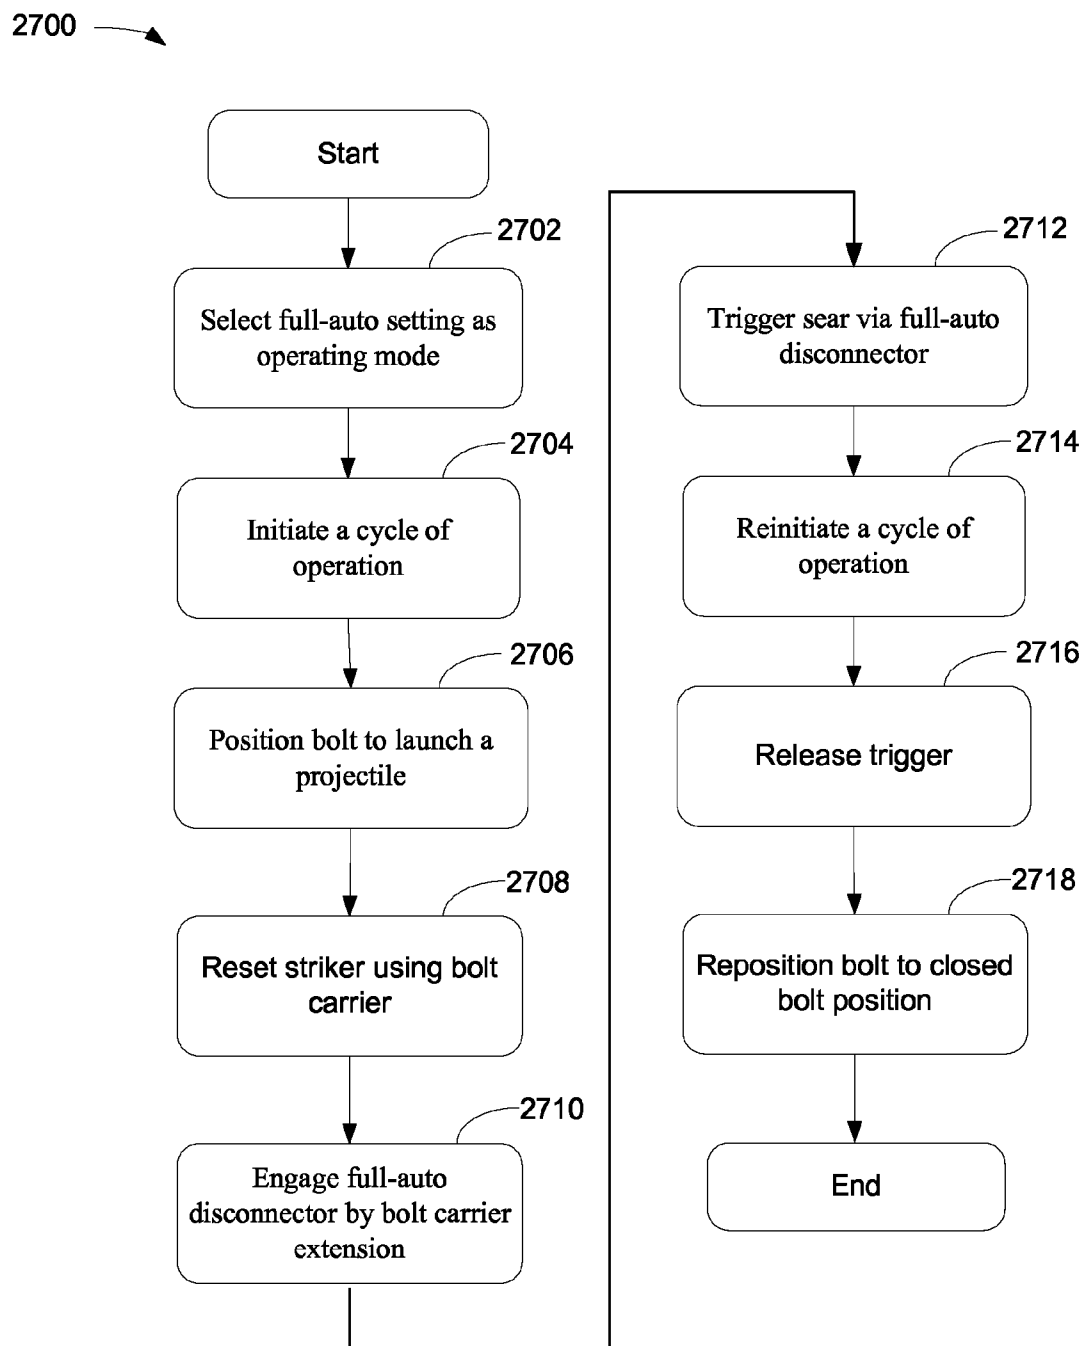 2700
Start
2702
Select full-auto setting as
operating mode
2704
Initiate a cycle of
operation
2706
Position bolt to launch a
projectile
2708
Reset striker using bolt
carrier
2710
Engage full-auto
disconnector by bolt carrier
extension
2712
Trigger sear via full-auto
disconnector
2714
Reinitiate a cycle of
operation
2716
Release trigger
2718
Reposition bolt to closed
bolt position
End